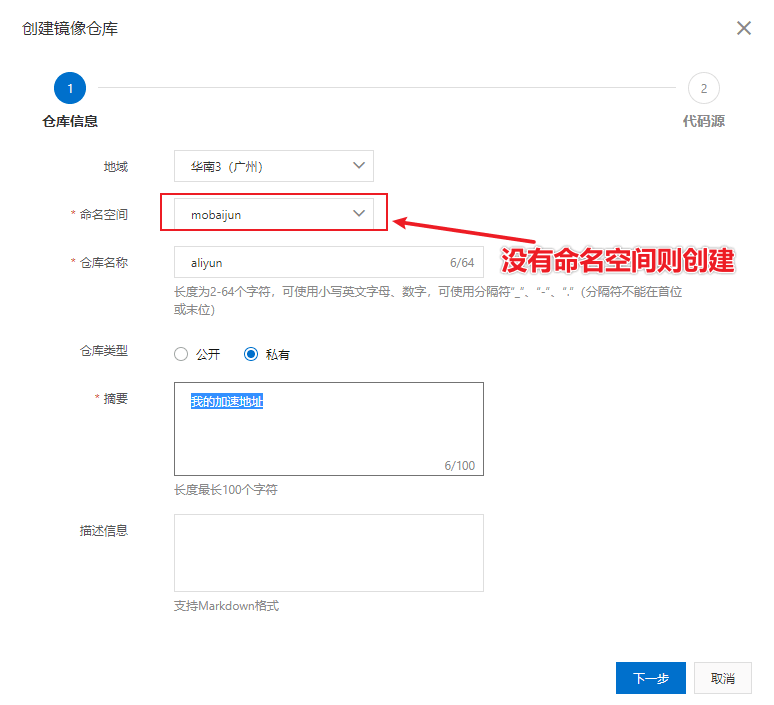 创建镜像仓库
1
2
仓库信息
代码源
地域
华南3（广州）
* 命名空间
mobaijun
没有命名空间则创建
* 仓库名称
aliyun
6/64
长度为2-64个字符，可使用小写英文字母、数字，可使用分隔符“_”、“-”、“.”（分隔符不能在首位
或末位）
仓库类型
公开
私有
* 摘要
我的加速地址
6/100
长度最长100个字符
描述信息
支持Markdown格式
下一步
取消